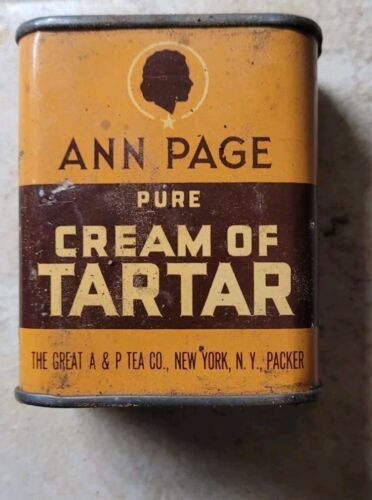 ANN PAGE
PURE
CREAM OF
TARTAR
THE GREAT A & P TEA CO., NEW YORK, N. Y., PACKER